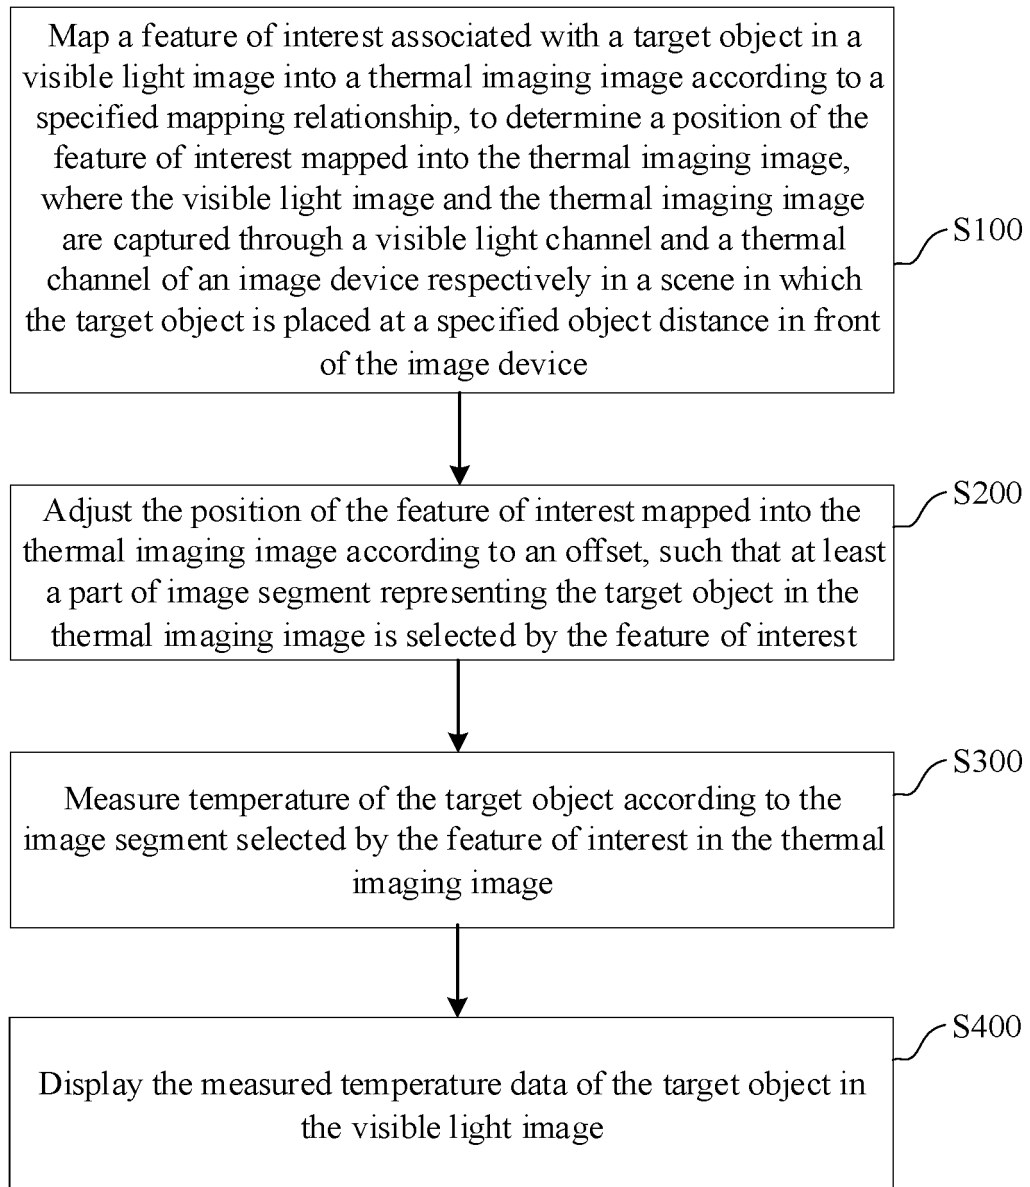 Map a feature of interest associated with a target object in a
visible light image into a thermal imaging image according to a
specified mapping relationship, to determine a position of the
feature of interest mapped into the thermal imaging image,
where the visible light image and the thermal imaging image
are captured through a visible light channel and a thermal
channel of an image device respectively in a scene in which
the target object is placed at a specified object distance in front
of the image device
S100
Adjust the position of the feature of interest mapped into the
thermal imaging image according to an offset, such that at least
a part of image segment representing the target object in the
thermal imaging image is selected by the feature of interest
S200
Measure temperature of the target object according to the
image segment selected by the feature of interest in the thermal
imaging image
S300
Display the measured temperature data of the target object in
the visible light image
S400